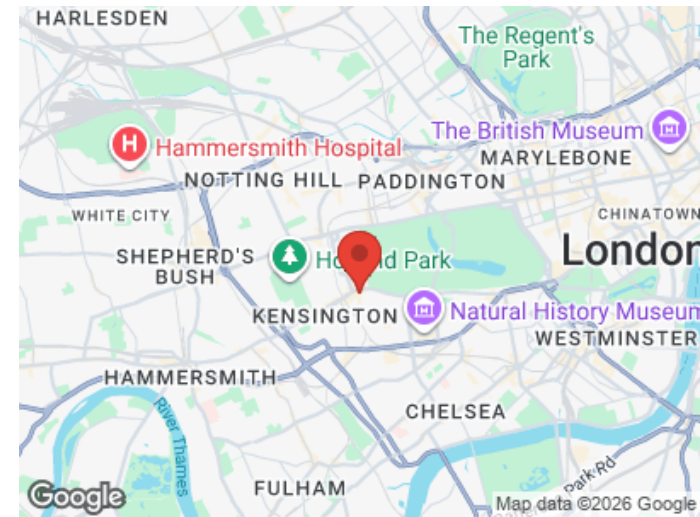 HARLESDEN
The Regent's
Park
The British Museum
Hammersmith Hospital
MARYLEBONE
NOTTING HILL
PADDINGTON
WHITE CITY
CHINATOWN
SHEPHERD'S
BUSH
Park
London
KENSINGTON
Natural History Museum
WESTMINSTER
HAMMERSMITH
River Thames
CHELSEA
FULHAM
Park Rd
Google
Map data ©2026 Google